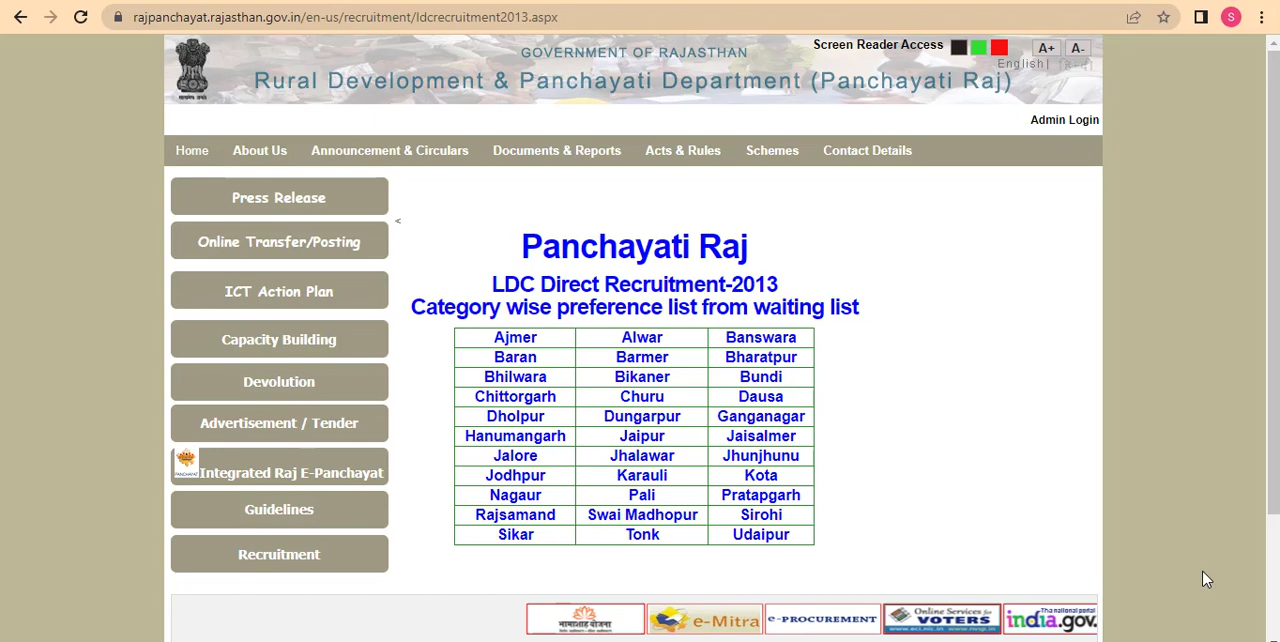 rajpanchayat.rajasthan.gov.in/en-us/recruitment/ldcrecruitment2013.aspx
S
GOVERNMENT OF RAJASTHAN
Screen Reader Access
A+ A-
English|
Rural Development & Panchayati Department (Panchayati Raj)
Admin Login
Home About Us Announcement & Circulars Documents & Reports Acts & Rules Schemes Contact Details
Press Release
Online Transfer/Posting
ICT Action Plan
Capacity Building
Devolution
Advertisement / Tender
Integrated Raj E-Panchayat
Guidelines
Recruitment
<
Panchayati Raj
LDC Direct Recruitment-2013
Category wise preference list from waiting list
Ajmer Alwar Banswara
Baran Barmer Bharatpur
Bhilwara Bikaner Bundi
Chittorgarh Churu Dausa
Dholpur Dungarpur Ganganagar
Hanumangarh Jaipur Jaisalmer
Jalore Jhalawar Jhunjhunu
Jodhpur Karauli Kota
Nagaur Pali Pratapgarh
Rajsamand Swai Madhopur Sirohi
Sikar Tonk Udaipur
भामाशाह योजना
e-Mitra
e-PROCUREMENT
Online Services for
VOTERS
The national portal
india.gov.